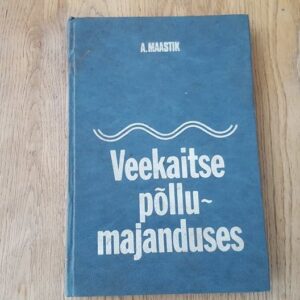 A. MAASTIK
Veekaitse
põllu~
majanduses